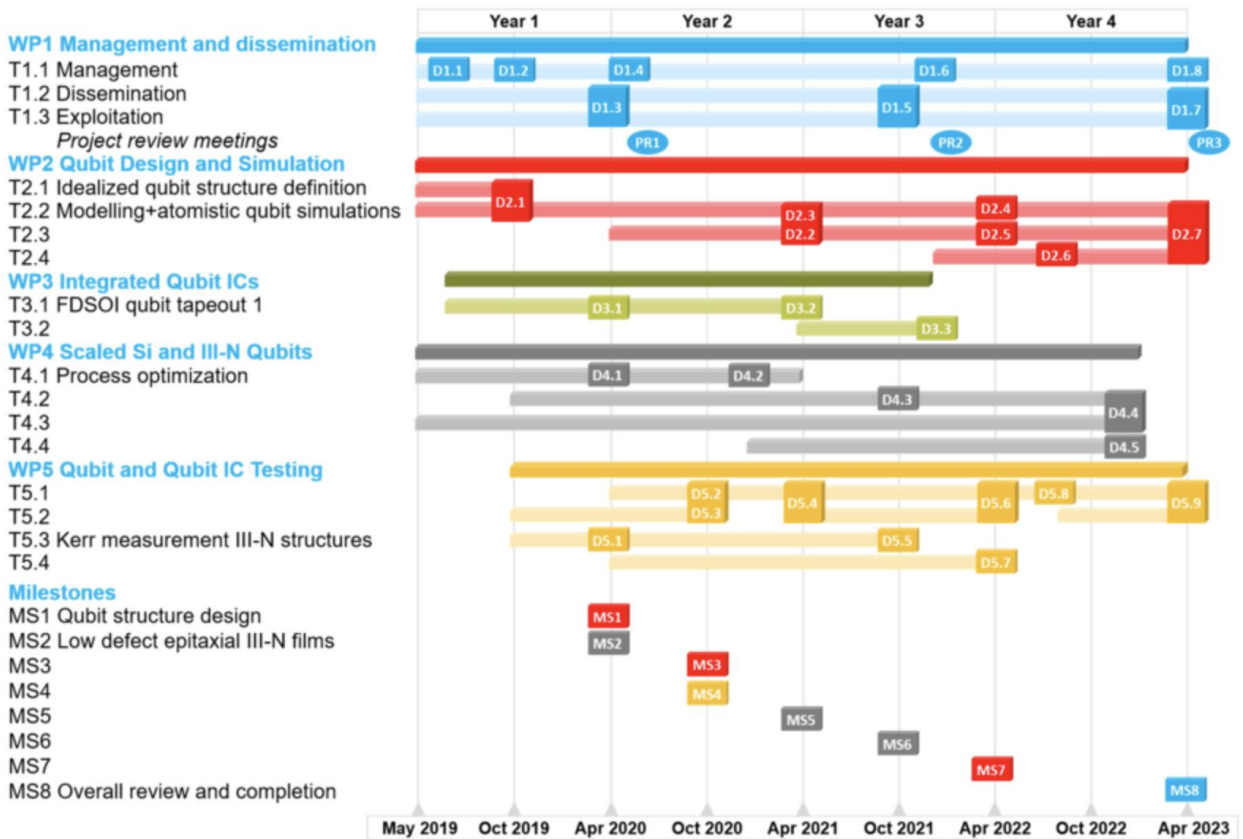 Year 1 Year 2 Year 3 Year 4
WP1 Management and dissemination
T1.1 Management D1.1 D1.2 D1.4 D1.6 D1.8
T1.2 Dissemination
D1.3 D1.5 D1.7
T1.3 Exploitation
Project review meetings PR1 PR2 PR3
WP2 Qubit Design and Simulation
T2.1 Idealized qubit structure definition
D2.1
T2.2 Modelling+atomistic qubit simulations D2.3 D2.4
T2.3 D2.2 D2.5 D2.7
T2.4 D2.6
WP3 Integrated Qubit ICs
T3.1 FDSOI qubit tapeout 1 D3.1 D3.2
T3.2 D3.3
WP4 Scaled Si and III-N Qubits
T4.1 Process optimization D4.1 D4.2
T4.2 D4.3
D4.4
T4.3
T4.4 D4.5
WP5 Qubit and Qubit IC Testing
T5.1 D5.2 D5.8
D5.4 D5.6 D5.9
T5.2 D5.3
T5.3 Kerr measurement III-N structures D5.1 D5.5
T5.4 D5.7
Milestones
MS1 Qubit structure design MS1
MS2 Low defect epitaxial III-N films MS2
MS3 MS3
MS4 MS4
MS5 MS5
MS6 MS6
MS7 MS7
MS8 Overall review and completion MS8
May 2019 Oct 2019 Apr 2020 Oct 2020 Apr 2021 Oct 2021 Apr 2022 Oct 2022 Apr 2023